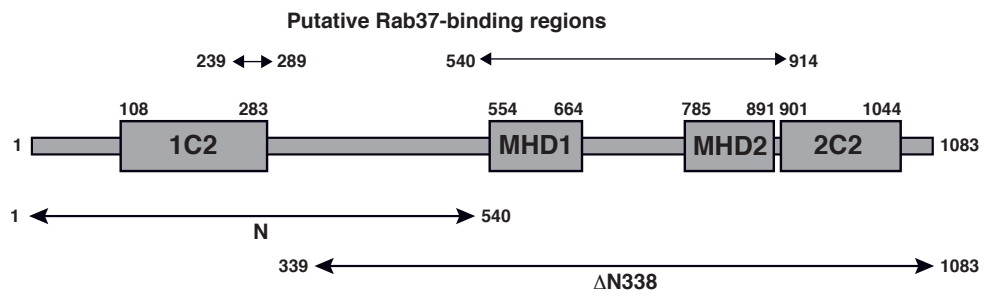 Putative Rab37-binding regions
239 289 540 914
108 283 554 664 785 891 901 1044
1 1C2 MHD1 MHD2 2C2 1083
1 540
N
339 1083
ΔN338